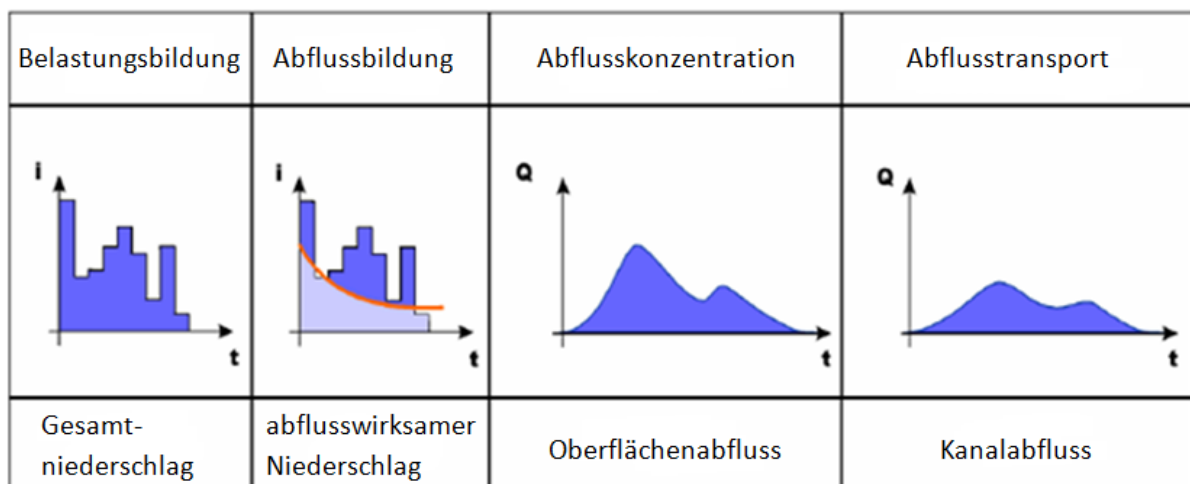 Belastungsbildung
Abflussbildung
Abflusskonzentration
Abflusstransport
i
t
i
t
Q
t
Q
t
Gesamt-
niederschlag
abflusswirksamer
Niederschlag
Oberflächenabfluss
Kanalabfluss